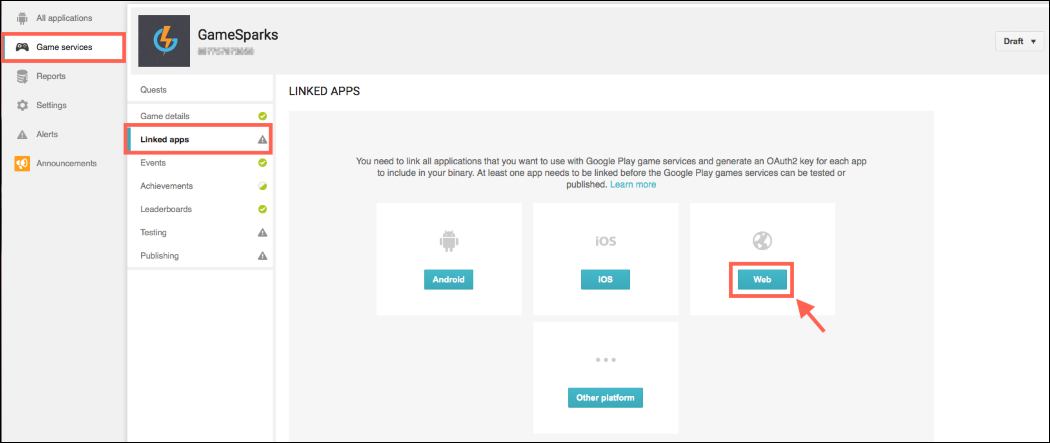 All applications
Game services
Reports
Settings
Alerts
Announcements
GameSparks
Draft
Quests
Game details
Linked apps
Events
Achievements
Leaderboards
Testing
Publishing
LINKED APPS
You need to link all applications that you want to use with Google Play game services and generate an OAuth2 key for each app
to include in your binary. At least one app needs to be linked before the Google Play games services can be tested or
published. Learn more
Android
iOS
iOS
Web
Other platform